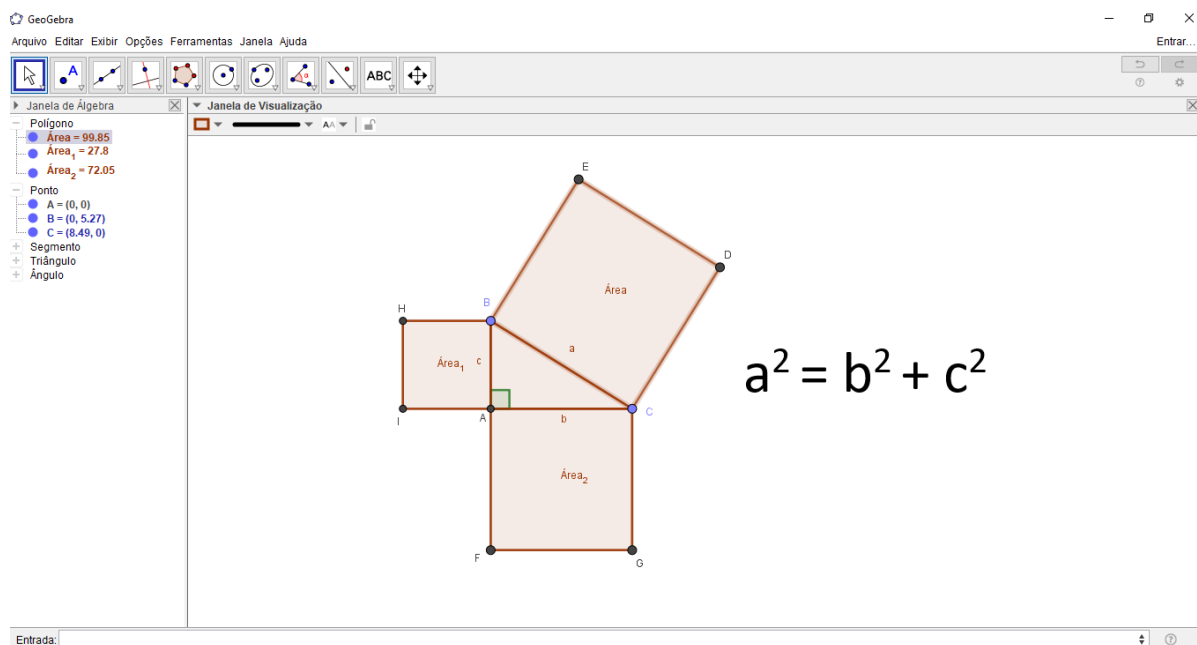 GeoGebra
Arquivo Editar Exibir Opções Ferramentas Janela Ajuda
Entrar...
A
α
ABC
Janela de Álgebra
Janela de Visualização
AA
Polígono
Área = 99.85
Área₁ = 27.8
Área₂ = 72.05
Ponto
A = (0, 0)
B = (0, 5.27)
C = (8.49, 0)
Segmento
Triângulo
Ângulo
E
D
Área
H
B
a
Área₁
c
a² = b² + c²
I
A
b
C
Área₂
F
G
Entrada: